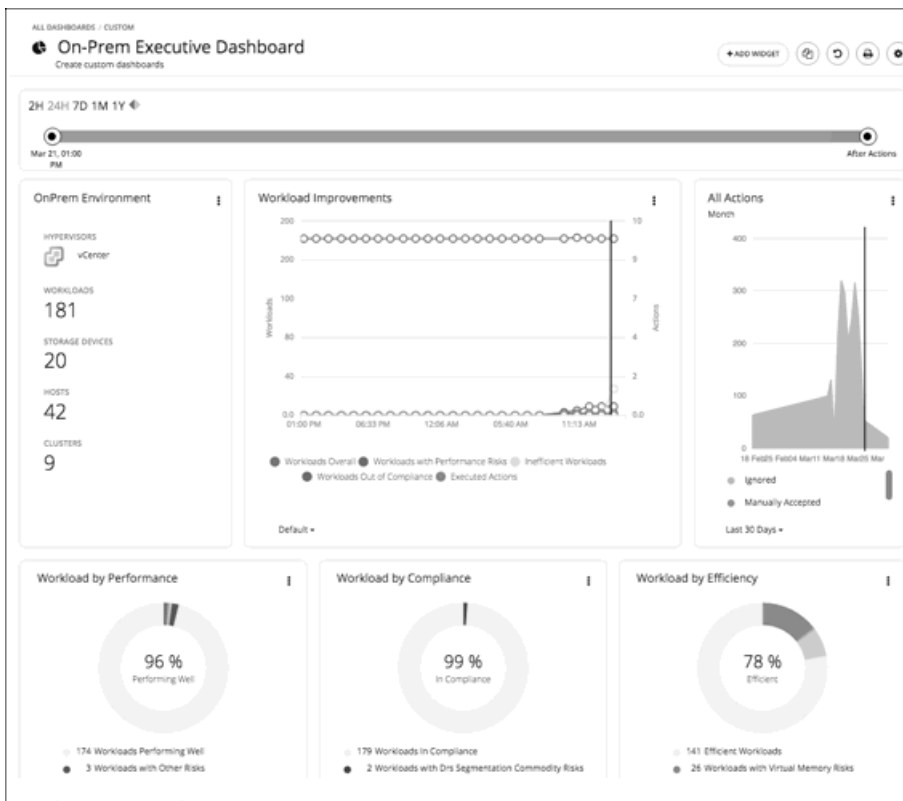 ALL DASHBOARDS / CUSTOM
On-Prem Executive Dashboard
Create custom dashboards
+ ADD WIDGET
2H 24H 7D 1M 1Y
Mar 21, 01:00
PM
After Actions
OnPrem Environment
HYPERVISORS
vCenter
WORKLOADS
181
STORAGE DEVICES
20
HOSTS
42
CLUSTERS
9
Workload Improvements
200
200
100
80
40
0.0
Workloads
10
9
7
4
2
0.0
Actions
01:00 PM 06:33 PM 12:06 AM 05:40 AM 11:13 AM
Workloads Overall Workloads with Performance Risks Inefficient Workloads
Workloads Out of Compliance Executed Actions
Default
All Actions
Month
400
300
200
100
0
18 Feb25 Feb04 Mar11 Mar18 Mar25 Mar
Ignored
Manually Accepted
Last 30 Days
Workload by Performance
96 %
Performing Well
174 Workloads Performing Well
3 Workloads with Other Risks
Workload by Compliance
99 %
In Compliance
179 Workloads In Compliance
2 Workloads with Drs Segmentation Commodity Risks
Workload by Efficiency
78 %
Efficient
141 Efficient Workloads
26 Workloads with Virtual Memory Risks